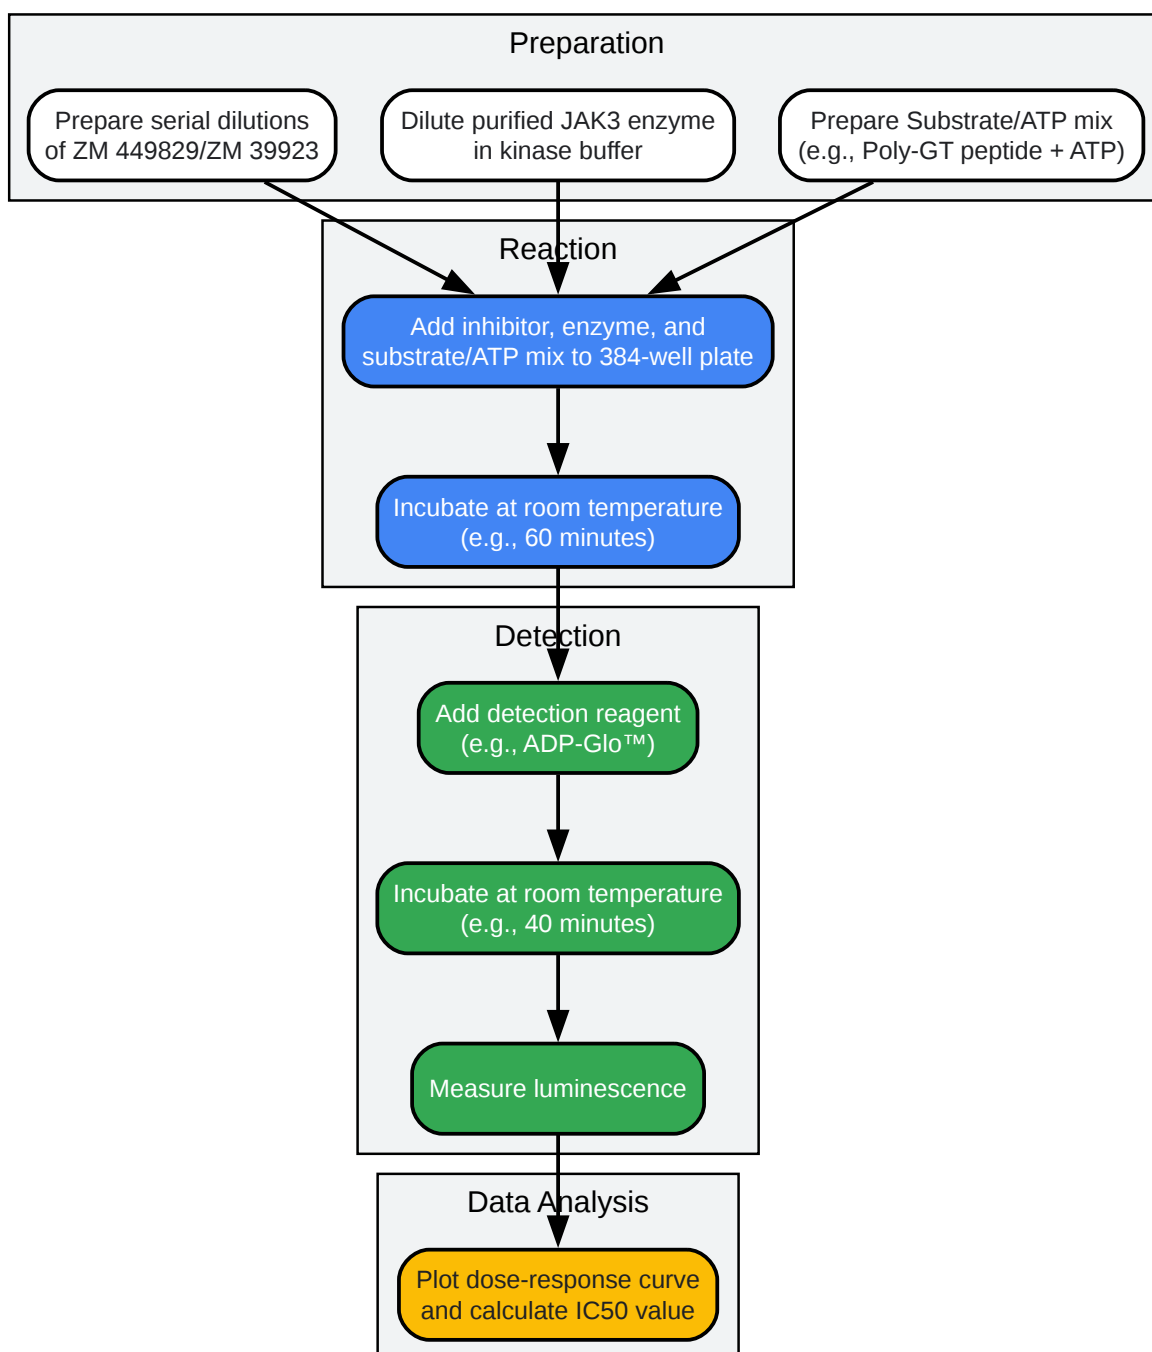 Preparation
Prepare serial dilutions
of ZM 449829/ZM 39923
Dilute purified JAK3 enzyme
in kinase buffer
Prepare Substrate/ATP mix
(e.g., Poly-GT peptide + ATP)
Reaction
Add inhibitor, enzyme, and
substrate/ATP mix to 384-well plate
Incubate at room temperature
(e.g., 60 minutes)
Detection
Add detection reagent
(e.g., ADP-Glo™)
Incubate at room temperature
(e.g., 40 minutes)
Measure luminescence
Data Analysis
Plot dose-response curve
and calculate IC50 value